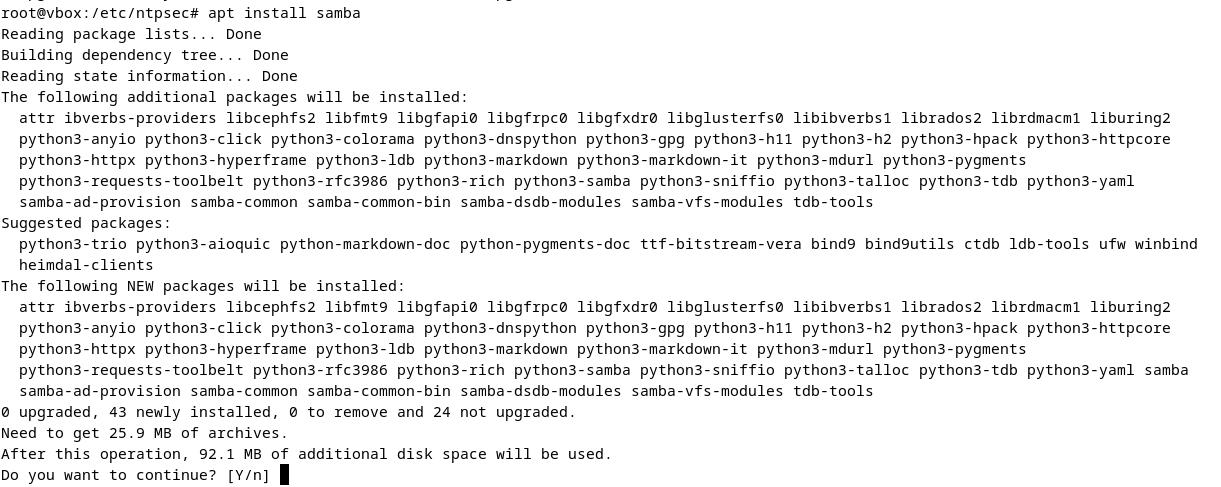 root@vbox:/etc/ntpsec# apt install samba
Reading package lists... Done
Building dependency tree... Done
Reading state information... Done
The following additional packages will be installed:
  attr ibverbs-providers libcephfs2 libfmt9 libgfapi0 libgfrpc0 libgfxdr0 libglusterfs0 libibverbs1 librados2 librdmacm1 liburing2
  python3-anyio python3-click python3-colorama python3-dnspython python3-gpg python3-h11 python3-h2 python3-hpack python3-httpcore
  python3-httpx python3-hyperframe python3-ldb python3-markdown python3-markdown-it python3-mdurl python3-pygments
  python3-requests-toolbelt python3-rfc3986 python3-rich python3-samba python3-sniffio python3-talloc python3-tdb python3-yaml
  samba-ad-provision samba-common samba-common-bin samba-dsdb-modules samba-vfs-modules tdb-tools
Suggested packages:
  python3-trio python3-aioquic python-markdown-doc python-pygments-doc ttf-bitstream-vera bind9 bind9utils ctdb ldb-tools ufw winbind
  heimdal-clients
The following NEW packages will be installed:
  attr ibverbs-providers libcephfs2 libfmt9 libgfapi0 libgfrpc0 libgfxdr0 libglusterfs0 libibverbs1 librados2 librdmacm1 liburing2
  python3-anyio python3-click python3-colorama python3-dnspython python3-gpg python3-h11 python3-h2 python3-hpack python3-httpcore
  python3-httpx python3-hyperframe python3-ldb python3-markdown python3-markdown-it python3-mdurl python3-pygments
  python3-requests-toolbelt python3-rfc3986 python3-rich python3-samba python3-sniffio python3-talloc python3-tdb python3-yaml samba
  samba-ad-provision samba-common samba-common-bin samba-dsdb-modules samba-vfs-modules tdb-tools
0 upgraded, 43 newly installed, 0 to remove and 24 not upgraded.
Need to get 25.9 MB of archives.
After this operation, 92.1 MB of additional disk space will be used.
Do you want to continue? [Y/n]